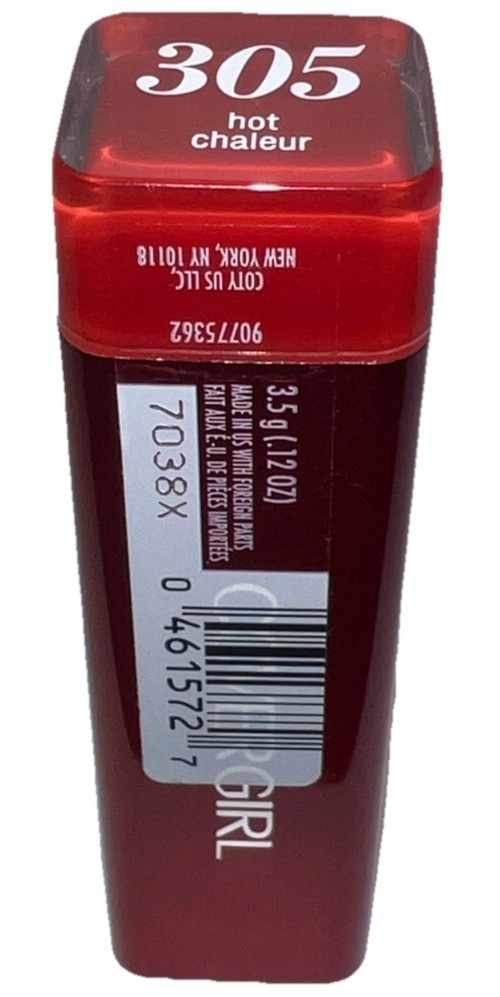 305
hot
chaleur
COTY US LLC,
NEW YORK, NY 10118
90775362
3.5 g (.12 OZ)
MADE IN US WITH FOREIGN PARTS
FAIT AUX É.-U. DE PIÈCES IMPORTÉES.
7038X
0 461572 7
COVERGIRL